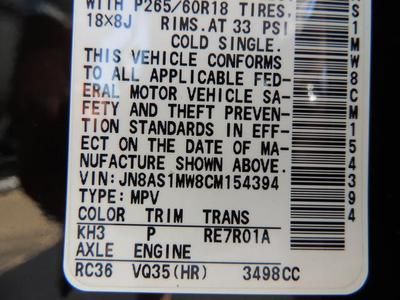 WITH P265/60R18 TIRES,
18X8J RIMS.AT 33 PSI
COLD SINGLE.
THIS VEHICLE CONFORMS
TO ALL APPLICABLE FED-
ERAL MOTOR VEHICLE SA-
FETY AND THEFT PREVEN-
TION STANDARDS IN EFF-
ECT ON THE DATE OF MA-
NUFACTURE SHOWN ABOVE.
VIN:JN8AS1MW8CM154394
TYPE:MPV
COLOR TRIM TRANS
KH3 P RE7R01A
AXLE ENGINE
RC36 VQ35(HR) 3498CC
S1MW8CM154394